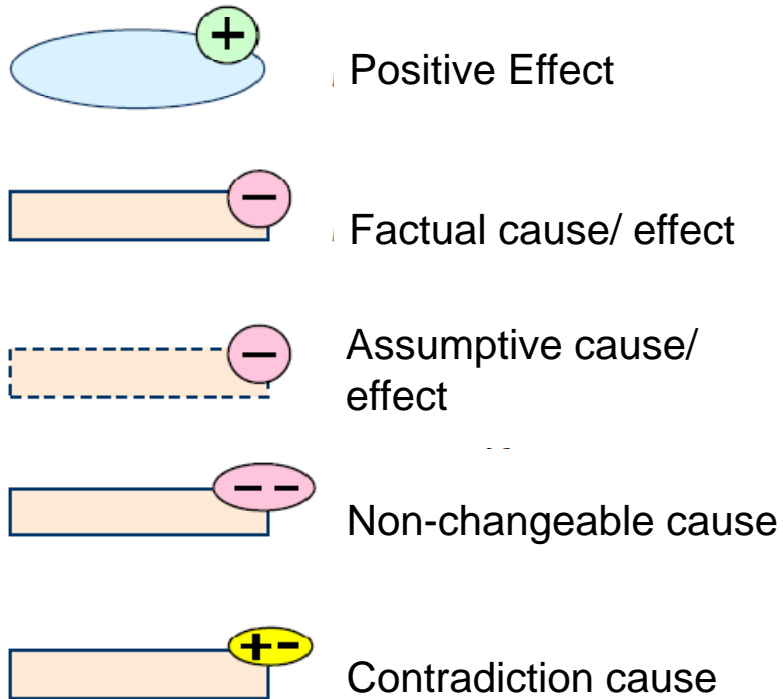 +
Positive Effect
−
Factual cause/ effect
−
Assumptive cause/
effect
− −
Non-changeable cause
+-
Contradiction cause